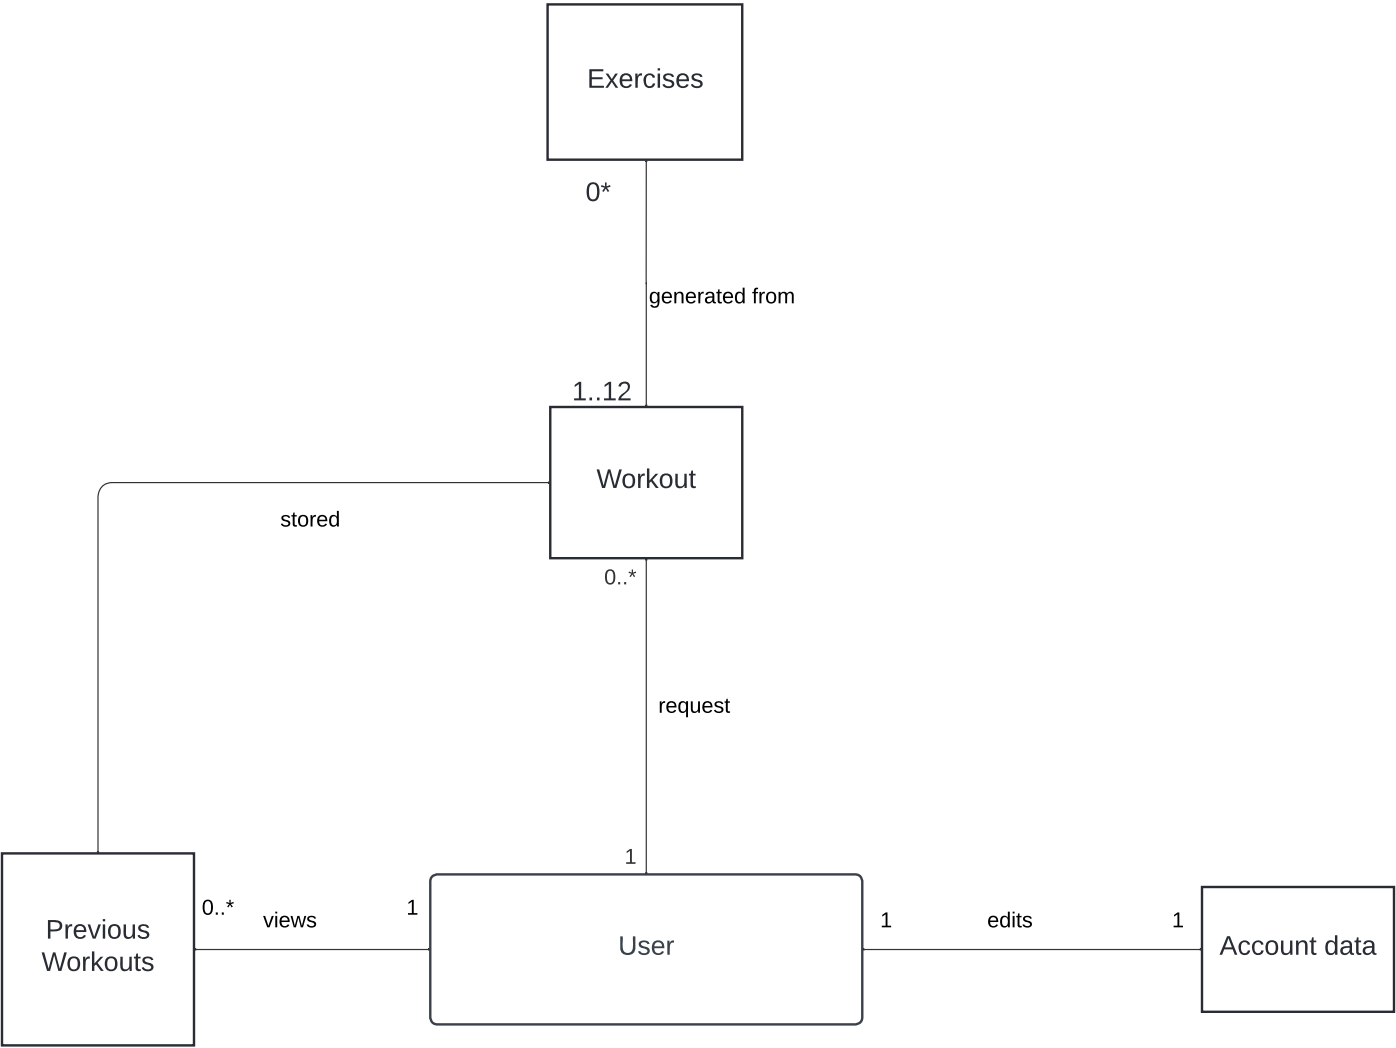 Exercises
0*
generated from
1..12
Workout
stored
0..*
request
1
Previous
Workouts
0..*
views
1
User
1
edits
1
Account data